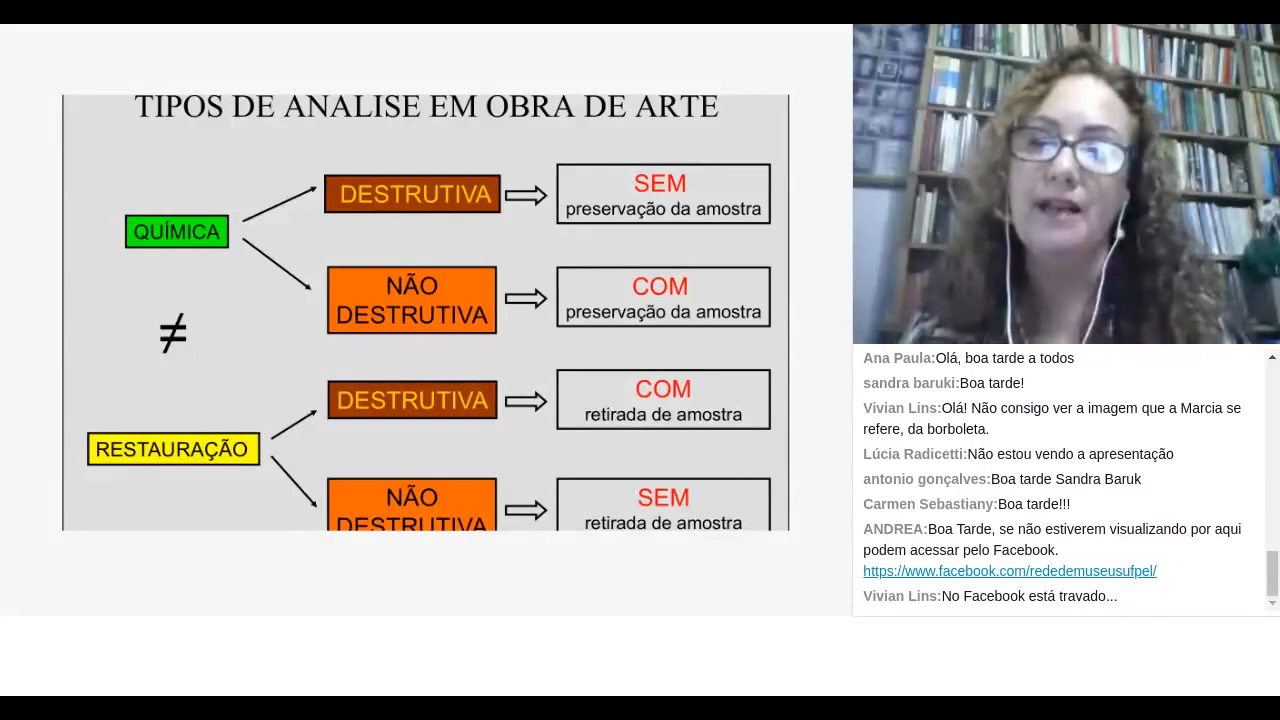 TIPOS DE ANALISE EM OBRA DE ARTE
QUÍMICA
DESTRUTIVA
SEM
preservação da amostra
NÃO
DESTRUTIVA
COM
preservação da amostra
≠
RESTAURAÇÃO
DESTRUTIVA
COM
retirada de amostra
NÃO
DESTRUTIVA
SEM
retirada de amostra
Ana Paula:Olá, boa tarde a todos
sandra baruki:Boa tarde!
Vivian Lins:Olá! Não consigo ver a imagem que a Marcia se
refere, da borboleta.
Lúcia Radicetti:Não estou vendo a apresentação
antonio gonçalves:Boa tarde Sandra Baruk
Carmen Sebastiany:Boa tarde!!!
ANDREA:Boa Tarde, se não estiverem visualizando por aqui
podem acessar pelo Facebook.
https://www.facebook.com/rededemuseusufpel/
Vivian Lins:No Facebook está travado...